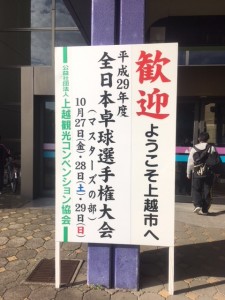 歓迎
ようこそ上越市へ
平成29年度
全日本卓球選手権大会
(マスターズの部)
10月27日(金)・28日(土)・29日(日)
公益社団法人
上越観光コンベンション協会